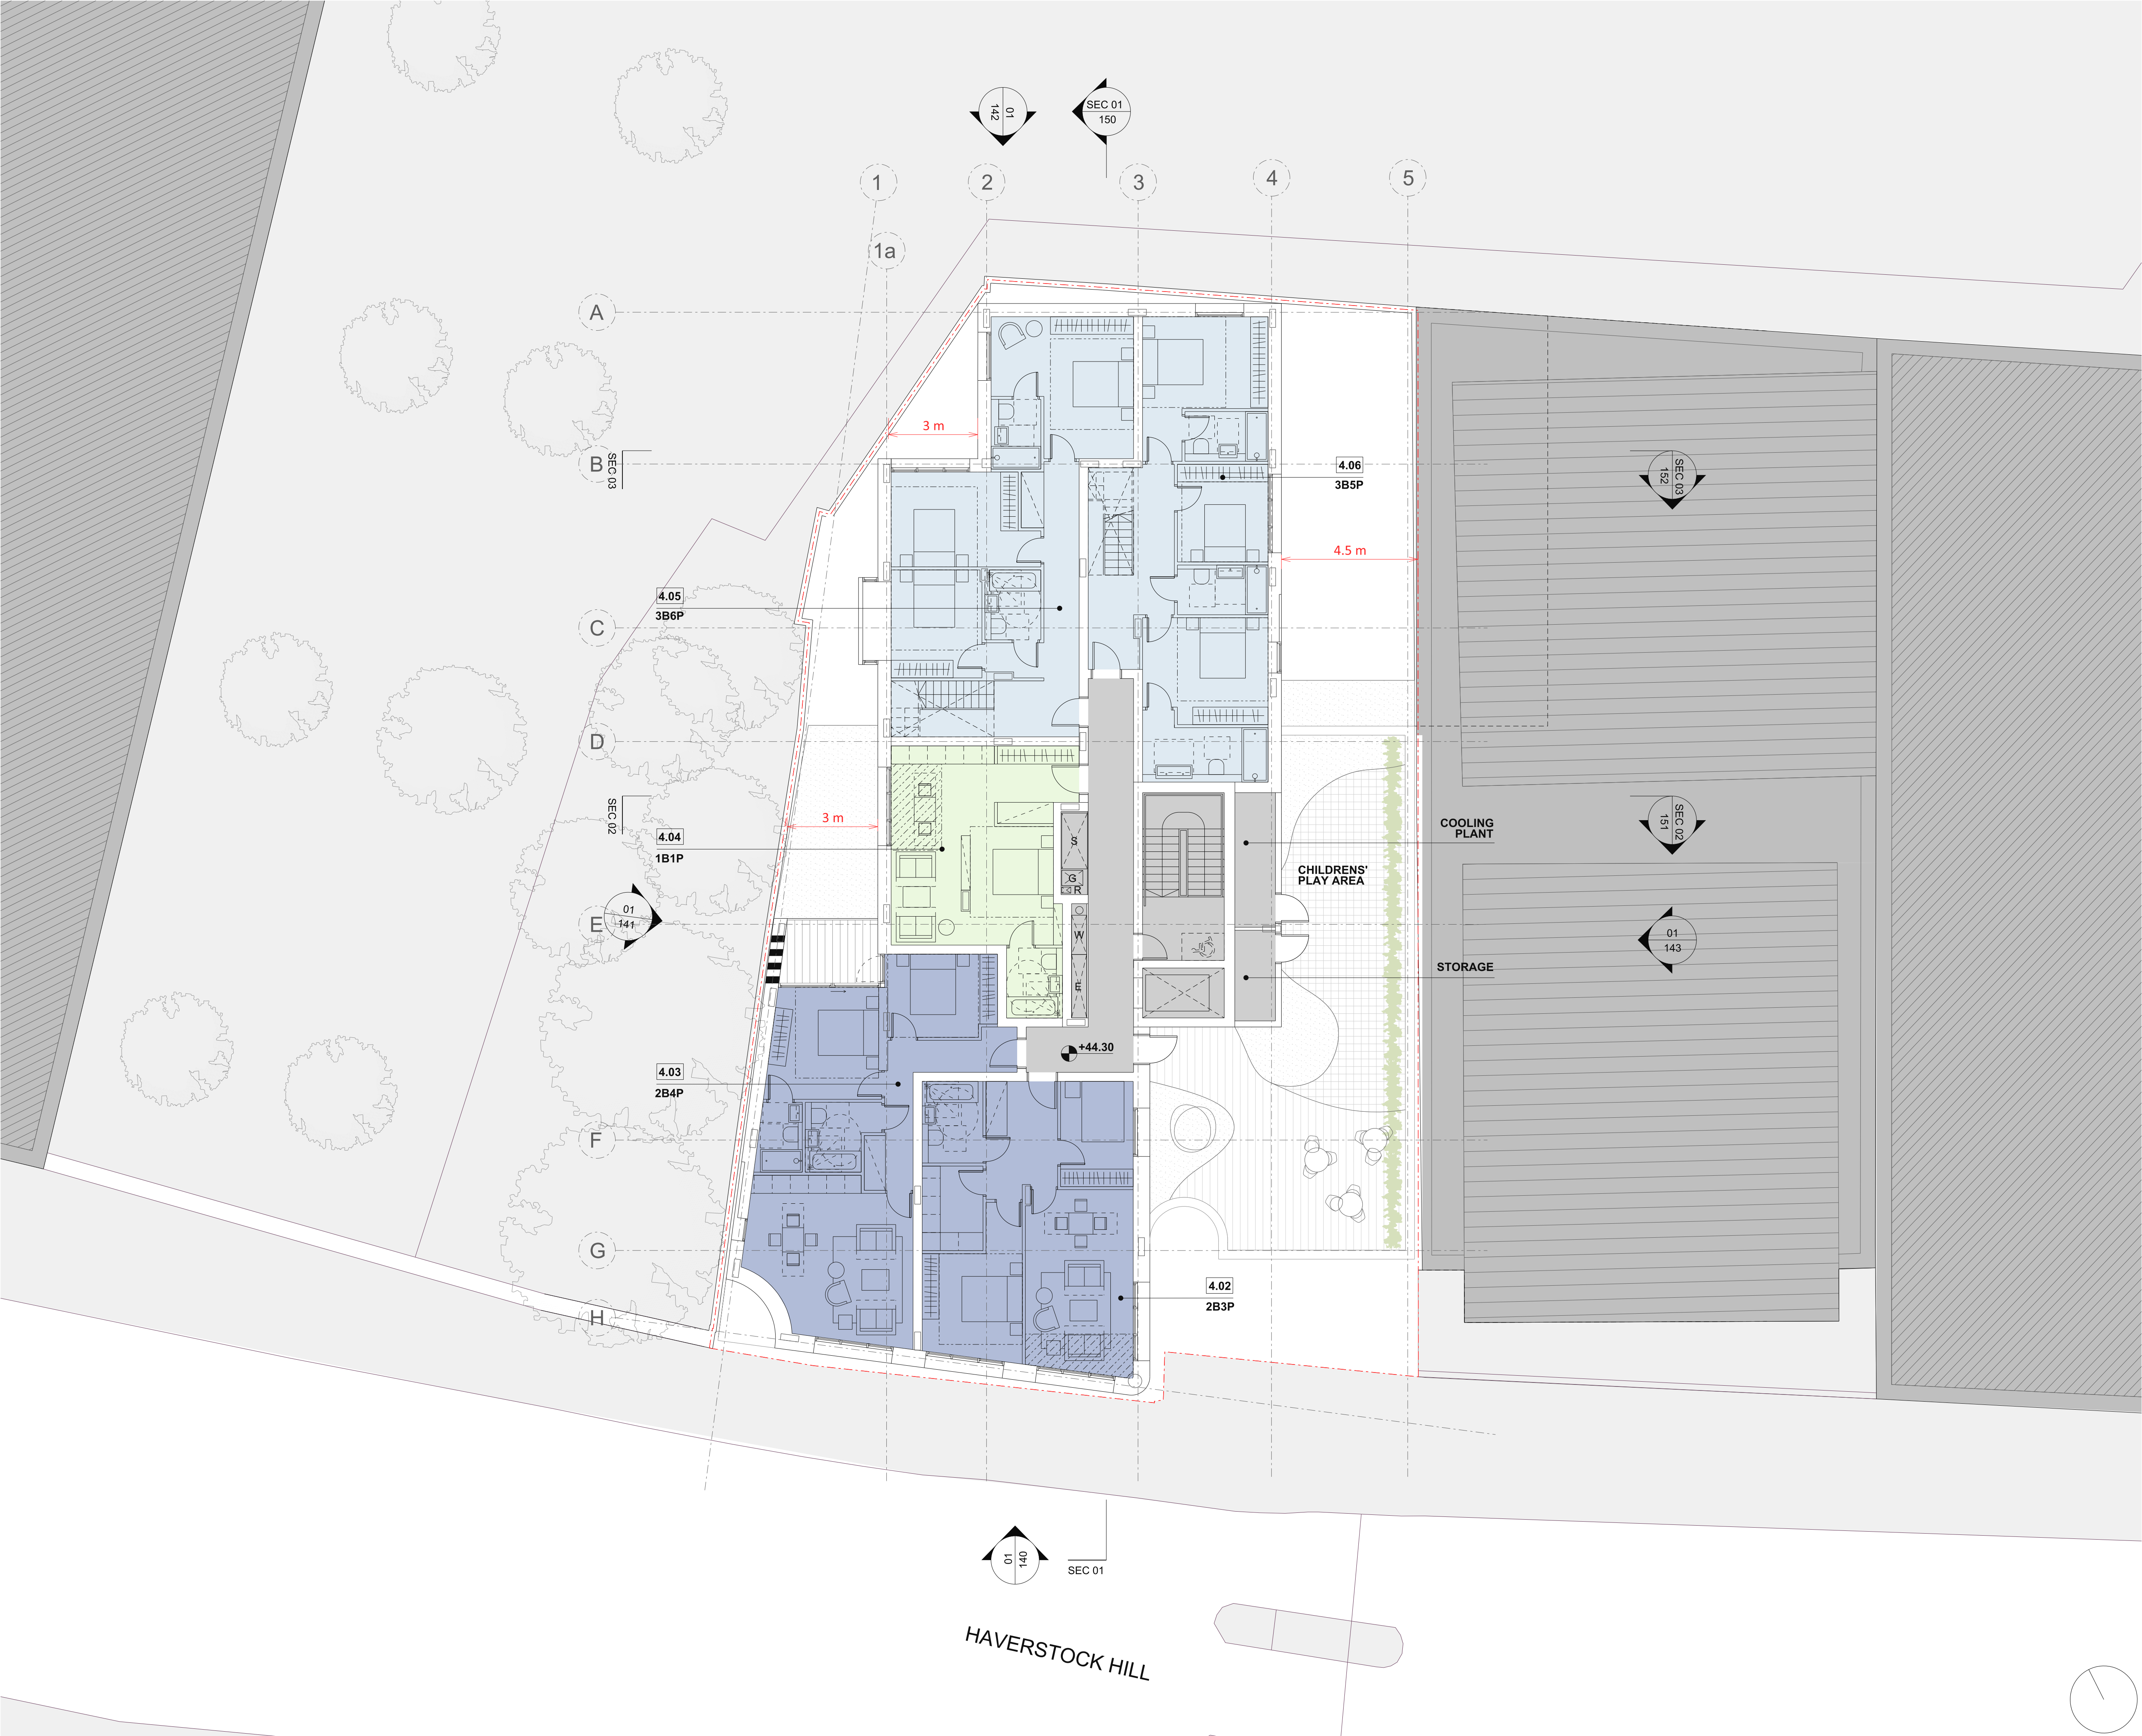 01
142
SEC 01
150
1
2
3
4
5
1a
A
3 m
B
SEC 03
4.06
3B5P
SEC 03
152
4.5 m
4.05
3B6P
C
D
SEC 02
3 m
4.04
1B1P
S
G
R
COOLING
PLANT
SEC 02
151
CHILDRENS'
PLAY AREA
01
141
E
W
01
143
STORAGE
E
+44.30
4.03
2B4P
F
G
4.02
2B3P
H
01
140
SEC 01
HAVERSTOCK HILL